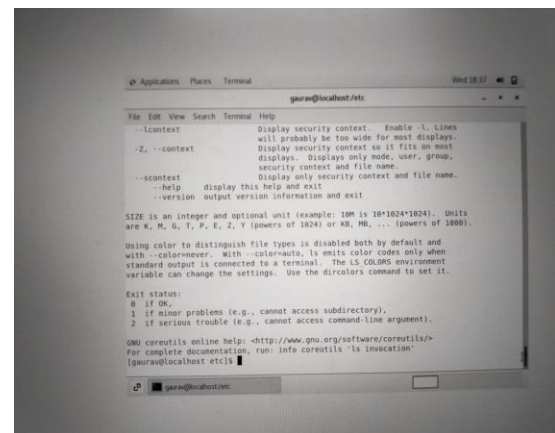 Applications Places Terminal Wed 18:37
gaurav@localhost:/etc
File Edit View Search Terminal Help
--lcontext Display security context. Enable -l. Lines
will probably be too wide for most displays.
-Z, --context Display security context so it fits on most
displays. Displays only mode, user, group,
security context and file name.
--scontext Display only security context and file name.
--help display this help and exit
--version output version information and exit
SIZE is an integer and optional unit (example: 10M is 10*1024*1024). Units
are K, M, G, T, P, E, Z, Y (powers of 1024) or KB, MB, ... (powers of 1000).
Using color to distinguish file types is disabled both by default and
with --color=never. With --color=auto, ls emits color codes only when
standard output is connected to a terminal. The LS_COLORS environment
variable can change the settings. Use the dircolors command to set it.
Exit status:
0 if OK,
1 if minor problems (e.g., cannot access subdirectory),
2 if serious trouble (e.g., cannot access command-line argument).
GNU coreutils online help: <http://www.gnu.org/software/coreutils/>
For complete documentation, run: info coreutils 'ls invocation'
[gaurav@localhost etc]$
gaurav@localhost:/etc